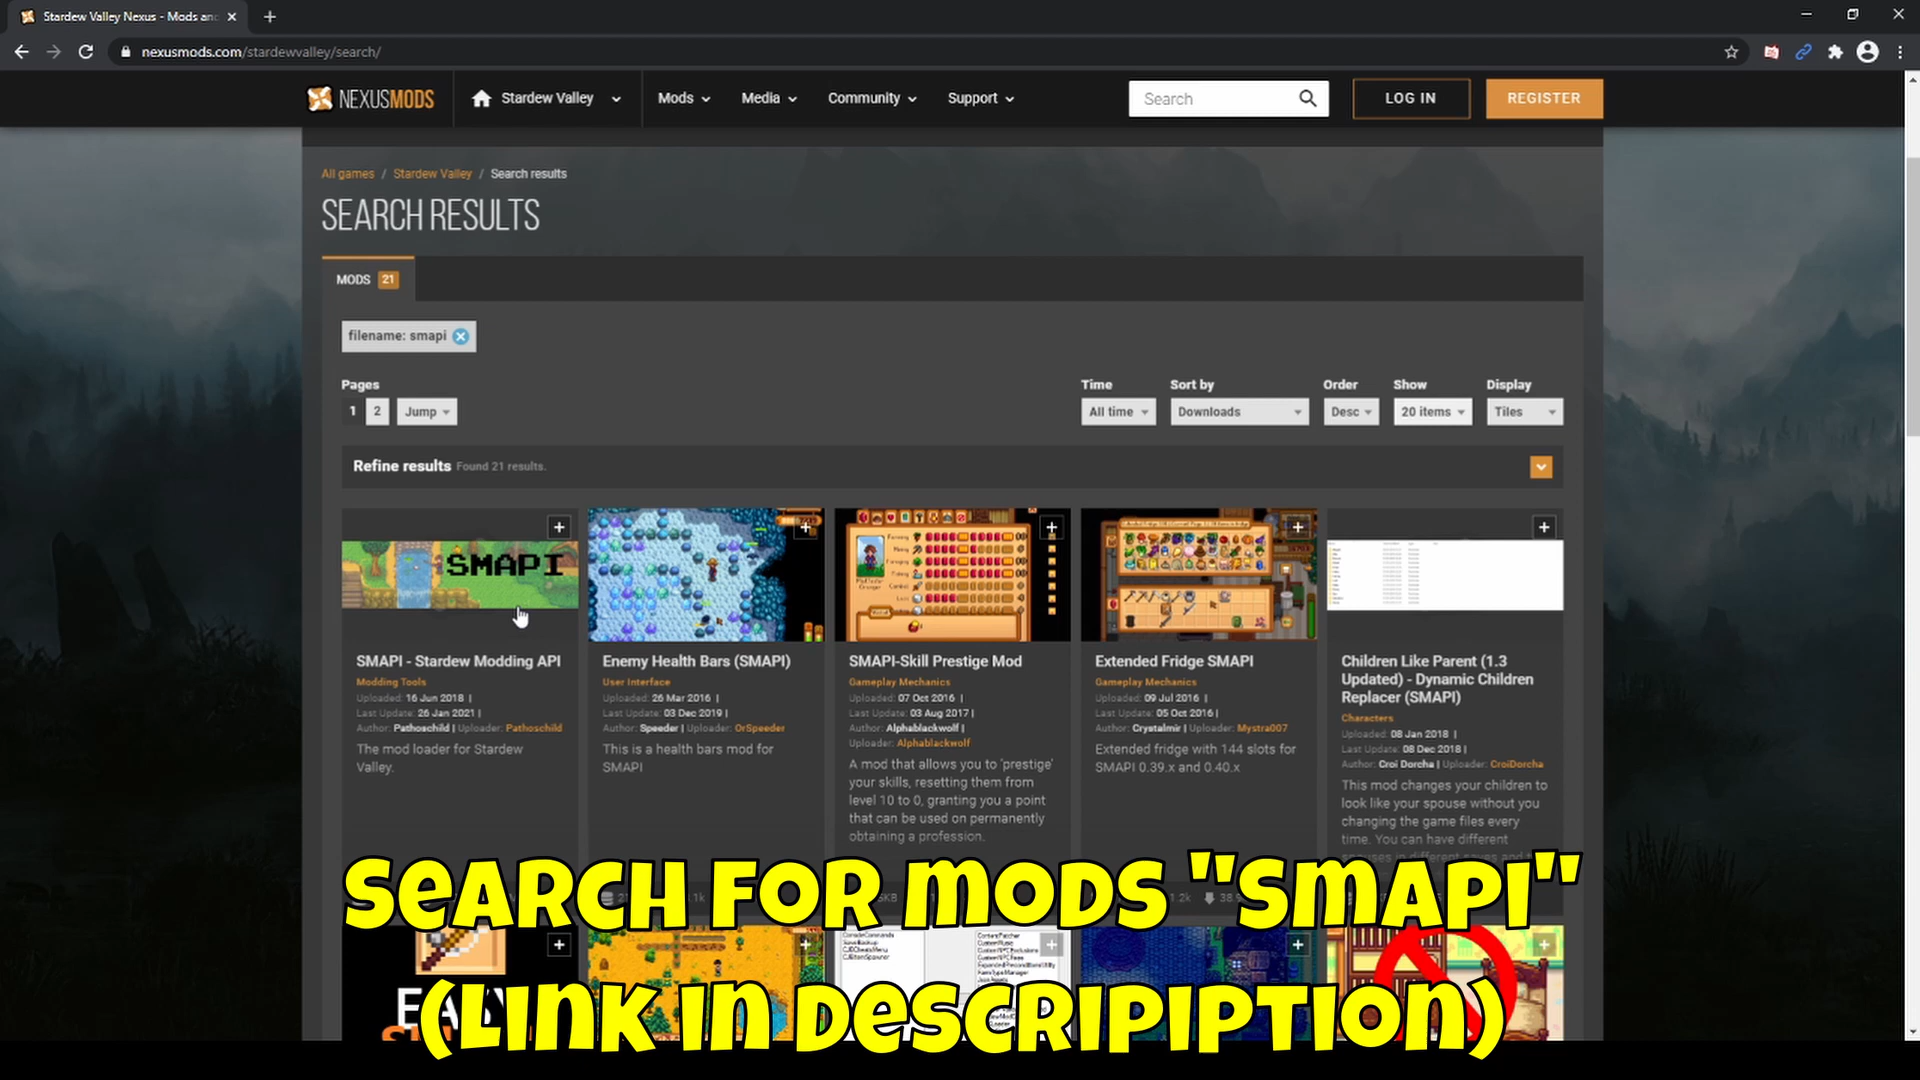 Stardew Valley Nexus - Mods and
nexusmods.com/stardewvalley/search/
NEXUSMODS
Stardew Valley
Mods
Media
Community
Support
Search
LOG IN
REGISTER
All games / Stardew Valley / Search results
SEARCH RESULTS
MODS 21
filename: smapi
Pages
1 2 Jump
Time
All time
Sort by
Downloads
Order
Desc
Show
20 items
Display
Tiles
Refine results Found 21 results.
SMAPI
SMAPI - Stardew Modding API
Modding Tools
Uploaded: 16 Jun 2018 |
Last Update: 26 Jan 2021 |
Author: Pathoschild | Uploader: Pathoschild
The mod loader for Stardew
Valley.
Enemy Health Bars (SMAPI)
User Interface
Uploaded: 26 Mar 2016 |
Last Update: 03 Dec 2019 |
Author: Speeder | Uploader: OrSpeeder
This is a health bars mod for
SMAPI
SMAPI-Skill Prestige Mod
Gameplay Mechanics
Uploaded: 07 Oct 2016 |
Last Update: 03 Aug 2017 |
Author: Alphablackwolf |
Uploader: Alphablackwolf
A mod that allows you to 'prestige'
your skills, resetting them from
level 10 to 0, granting you a point
that can be used on permanently
obtaining a profession.
Extended Fridge SMAPI
Gameplay Mechanics
Uploaded: 09 Jul 2016 |
Last Update: 05 Oct 2016 |
Author: Crystalmir | Uploader: Mystra007
Extended fridge with 144 slots for
SMAPI 0.39.x and 0.40.x
Children Like Parent (1.3
Updated) - Dynamic Children
Replacer (SMAPI)
Characters
Uploaded: 08 Jan 2018 |
Last Update: 08 Dec 2018 |
Author: Croi Dorcha | Uploader: CroiDorcha
This mod changes your children to
look like your spouse without you
changing the game files every
time. You can have different
SEARCH FOR MODS "SMAPI"
(LINK IN DESCRIPIPTION)